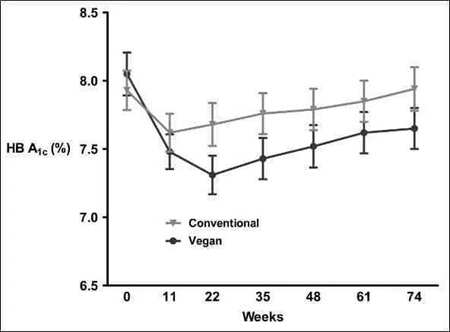 8.5
8.0
HB A1c (%)
7.5
7.0
6.5
Conventional
Vegan
0 11 22 35 48 61 74
Weeks